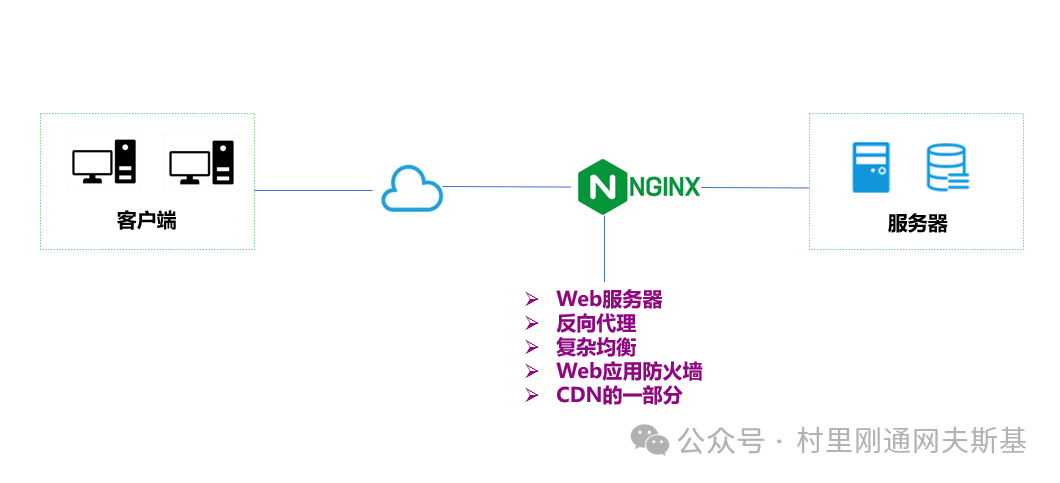 NGINX
客户端
服务器
Web服务器
反向代理
复杂均衡
Web应用防火墙
CDN的一部分
公众号 · 村里刚通网夫斯基